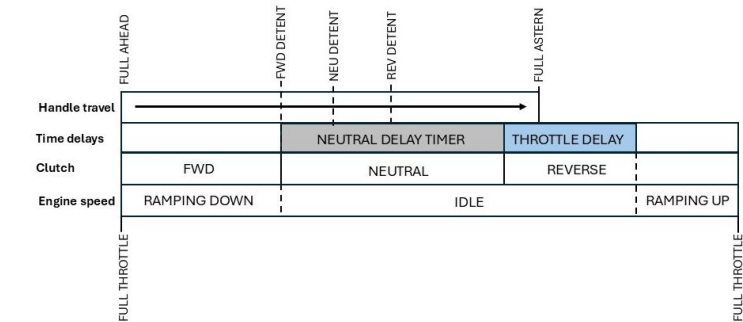 FULL AHEAD
FWD DETENT
NEU DETENT
REV DETENT
FULL ASTERN
Handle travel
Time delays
NEUTRAL DELAY TIMER
THROTTLE DELAY
Clutch
FWD
NEUTRAL
REVERSE
Engine speed
RAMPING DOWN
IDLE
RAMPING UP
FULL THROTTLE
FULL THROTTLE